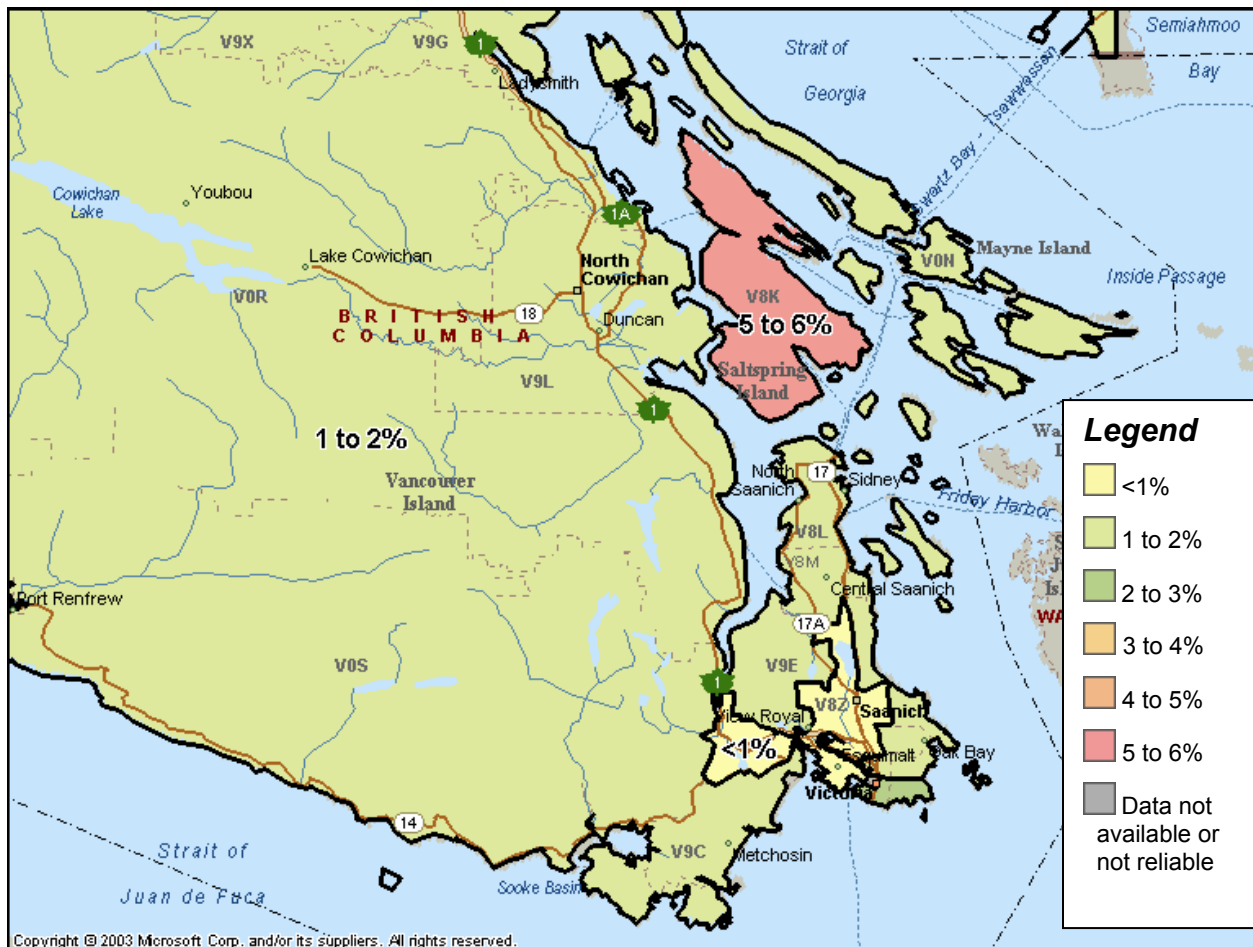 V9X
V9G
1
Ladysmith
Strait of
Georgia
Semiahmoo
Bay
Tsawwassen
Swartz Bay -
Cowichan
Lake
Youbou
1A
Lake Cowichan
North
Cowichan
V0N
Mayne Island
Inside Passage
V0R
BRITISH
COLUMBIA
18
Duncan
V8K
5 to 6%
Saltspring
Island
V9L
1
1 to 2%
Vancouver
Island
North
Saanich
17
Sidney
Friday Harbor
V8L
V8M
Central Saanich
Port Renfrew
17A
V0S
V9E
1
View Royal
V8Z
Saanich
<1%
Esquimalt
Oak Bay
Victoria
14
V9C
Metchosin
Strait of
Juan de Fuca
Sooke Basin
Legend
<1%
1 to 2%
2 to 3%
3 to 4%
4 to 5%
5 to 6%
Data not
available or
not reliable
Copyright © 2003 Microsoft Corp. and/or its suppliers. All rights reserved.